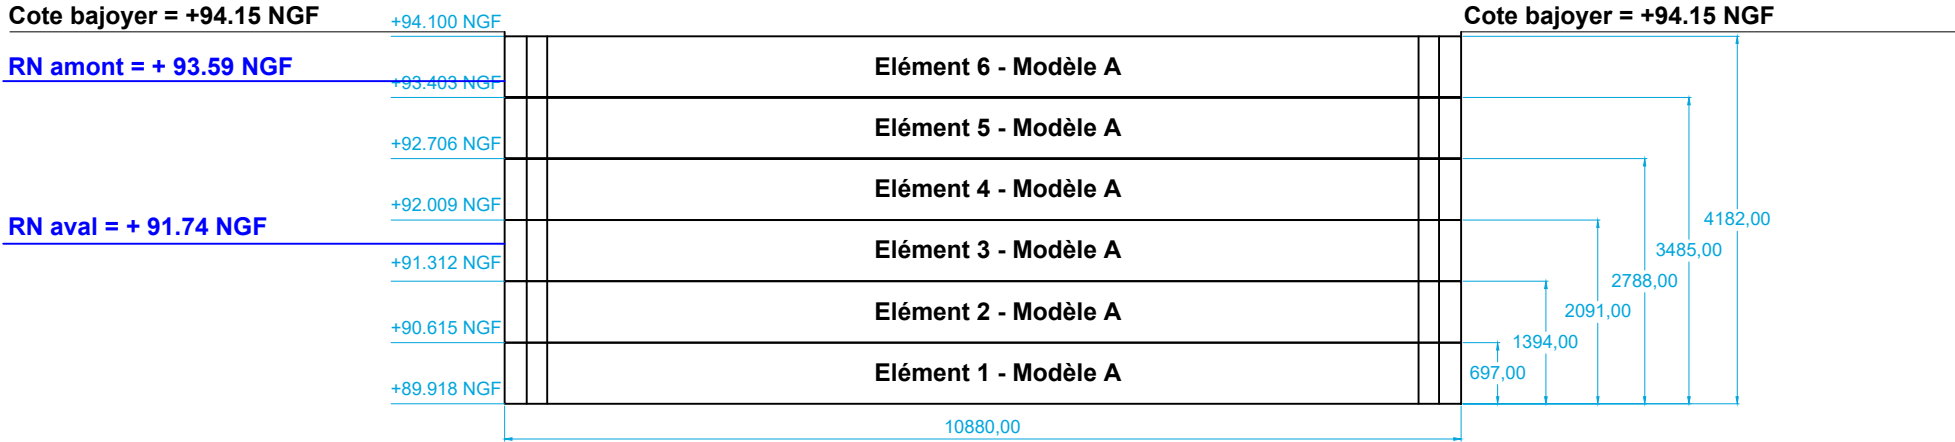 Cote bajoyer = +94.15 NGF
+94.100 NGF
Cote bajoyer = +94.15 NGF
RN amont = + 93.59 NGF
+93.403 NGF
Elément 6 - Modèle A
Elément 5 - Modèle A
+92.706 NGF
Elément 4 - Modèle A
+92.009 NGF
RN aval = + 91.74 NGF
Elément 3 - Modèle A
+91.312 NGF
Elément 2 - Modèle A
+90.615 NGF
Elément 1 - Modèle A
+89.918 NGF
4182,00
3485,00
2788,00
2091,00
1394,00
697,00
10880,00